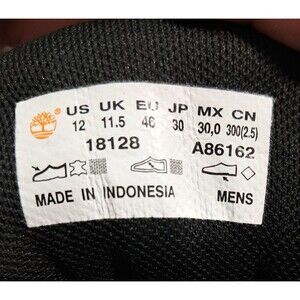 US UK EU JP MX CN
12 11.5 46 30 30,0 300(2.5)
18128 A86162
MADE IN INDONESIA MENS